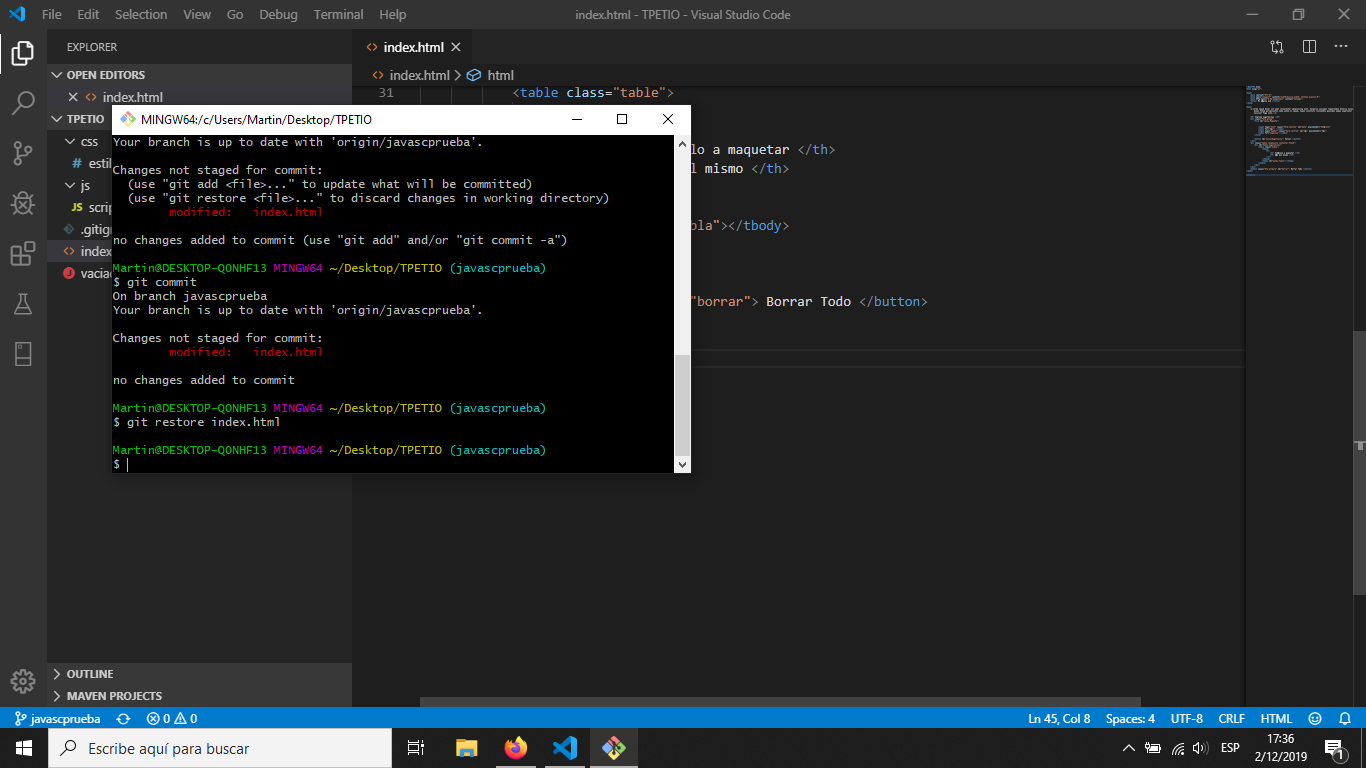 File Edit Selection View Go Debug Terminal Help
index.html - TPETIO - Visual Studio Code
EXPLORER
OPEN EDITORS
index.html
TPETIO
css
# estil
js
JS scrip
.gitign
<> index
vaciad
OUTLINE
MAVEN PROJECTS
<> index.html
<> index.html > html
31 <table class="table">
lo a maquetar </th>
l mismo </th>
bla"></tbody>
"borrar"> Borrar Todo </button>
MINGW64:/c/Users/Martin/Desktop/TPETIO
Your branch is up to date with 'origin/javascprueba'.
Changes not staged for commit:
(use "git add <file>..." to update what will be committed)
(use "git restore <file>..." to discard changes in working directory)
modified: index.html
no changes added to commit (use "git add" and/or "git commit -a")
Martin@DESKTOP-QONHF13 MINGW64 ~/Desktop/TPETIO (javascprueba)
$ git commit
On branch javascprueba
Your branch is up to date with 'origin/javascprueba'.
Changes not staged for commit:
modified: index.html
no changes added to commit
Martin@DESKTOP-QONHF13 MINGW64 ~/Desktop/TPETIO (javascprueba)
$ git restore index.html
Martin@DESKTOP-QONHF13 MINGW64 ~/Desktop/TPETIO (javascprueba)
$
javascprueba 0 0
Ln 45, Col 8 Spaces: 4 UTF-8 CRLF HTML
Escribe aquí para buscar
ESP
17:36
2/12/2019
1